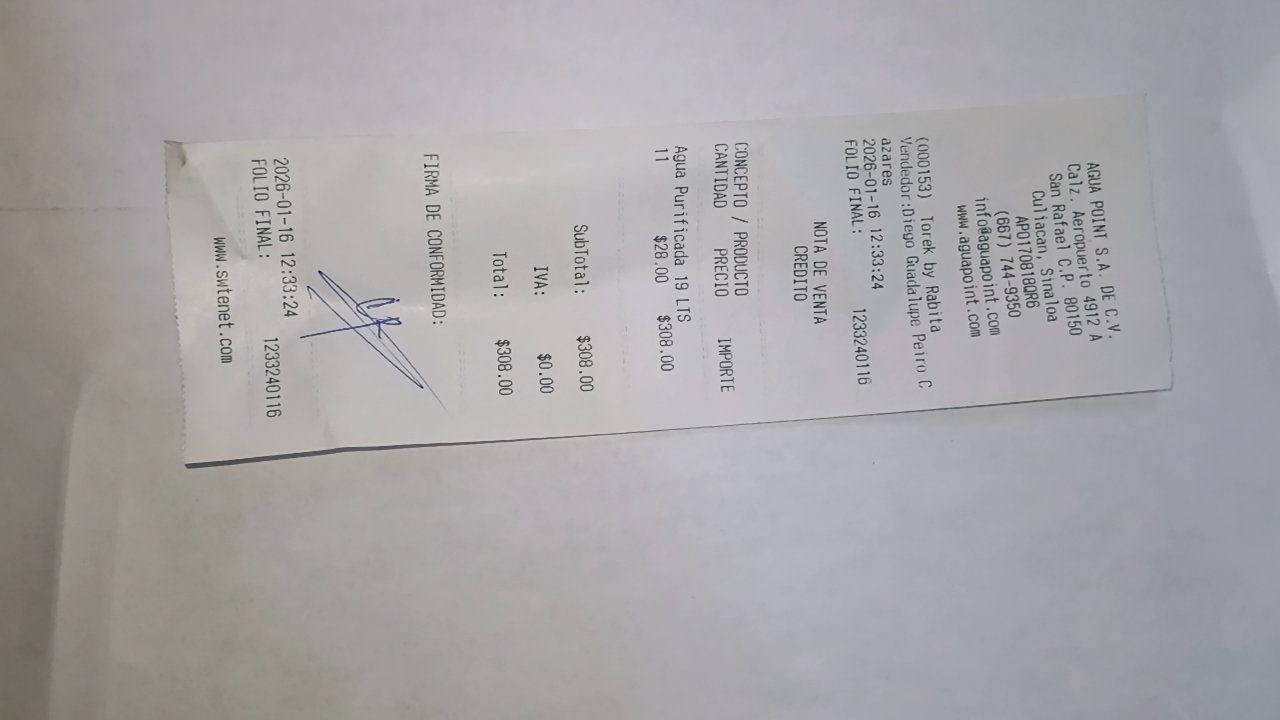 AGUA POINT S.A. DE C.V.
Calz. Aeropuerto 4912 A
San Rafael C.P. 80150
Culiacan, Sinaloa
APO170818QR6
(667) 744-9350
info@aguapoint.com
www.aguapoint.com
(000153) Torek by Rabita
Vendedor:Diego Guadalupe Peiro C
azares
2026-01-16 12:33:24
FOLIO FINAL: 1233240116
NOTA DE VENTA
CREDITO
CONCEPTO / PRODUCTO
CANTIDAD PRECIO IMPORTE
Agua Purificada 19 LTS
11 $28.00 $308.00
SubTotal: $308.00
IVA: $0.00
Total: $308.00
FIRMA DE CONFORMIDAD:
2026-01-16 12:33:24
FOLIO FINAL: 1233240116
www.swtenet.com